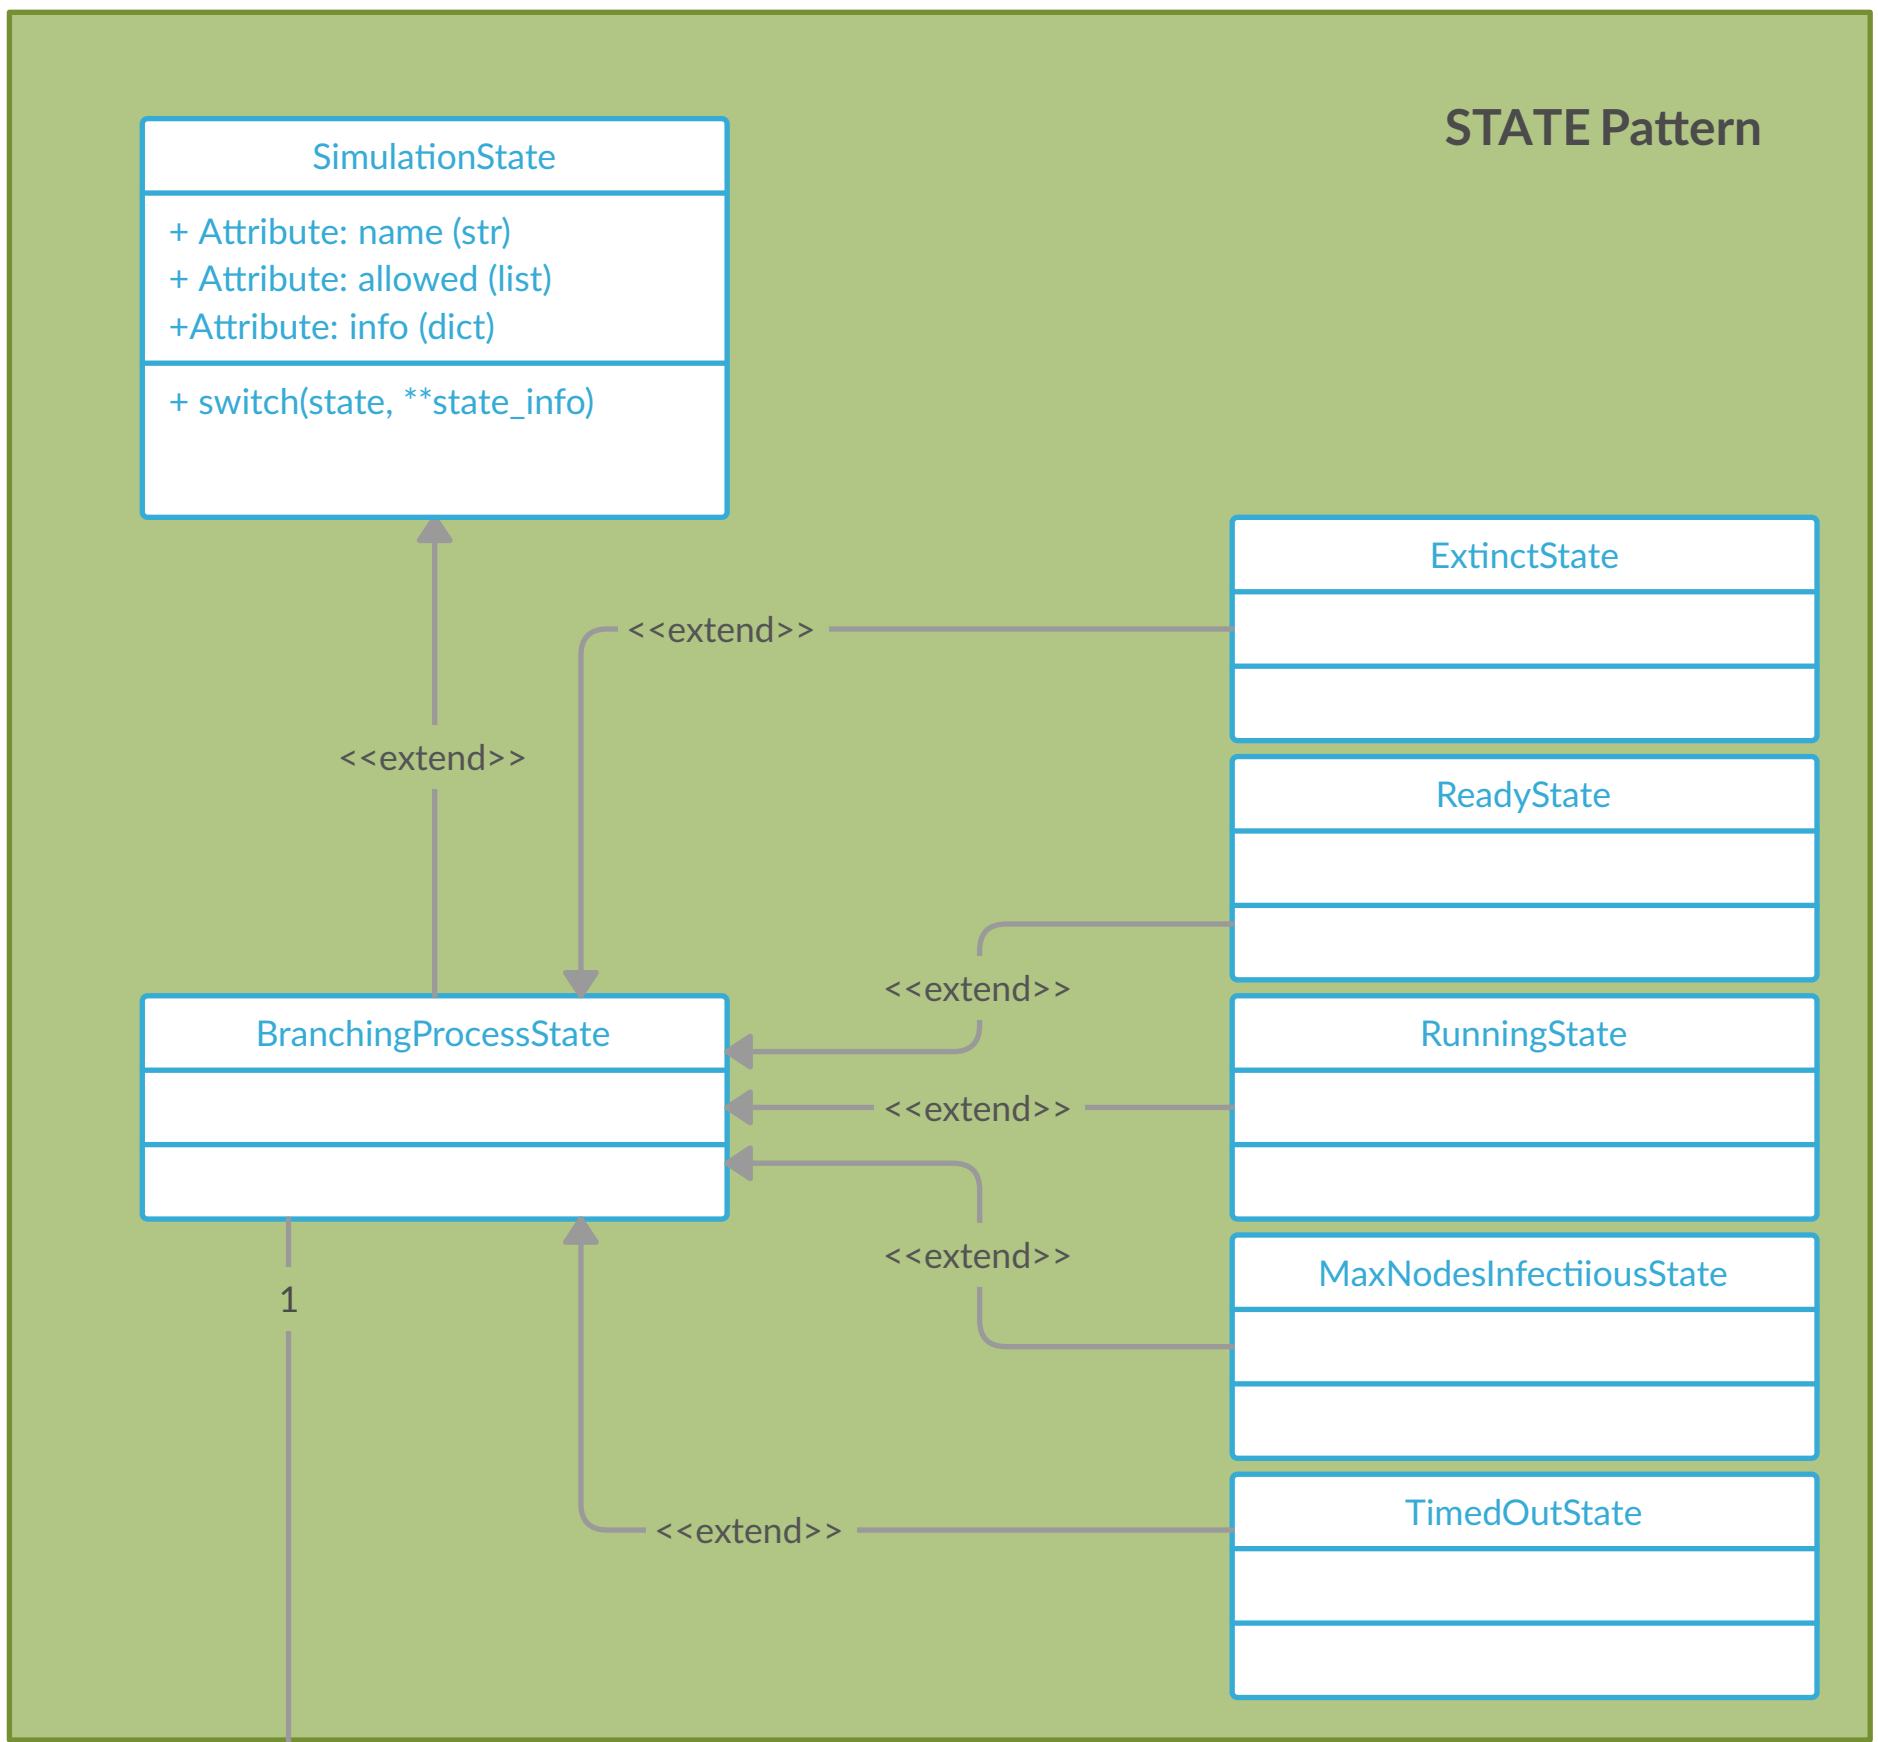 STATE Pattern
SimulationState
+ Attribute: name (str)
+ Attribute: allowed (list)
+Attribute: info (dict)
+ switch(state, **state_info)
ExtinctState
<<extend>>
<<extend>>
ReadyState
<<extend>>
BranchingProcessState
RunningState
<<extend>>
<<extend>>
MaxNodesInfectiiousState
1
TimedOutState
<<extend>>